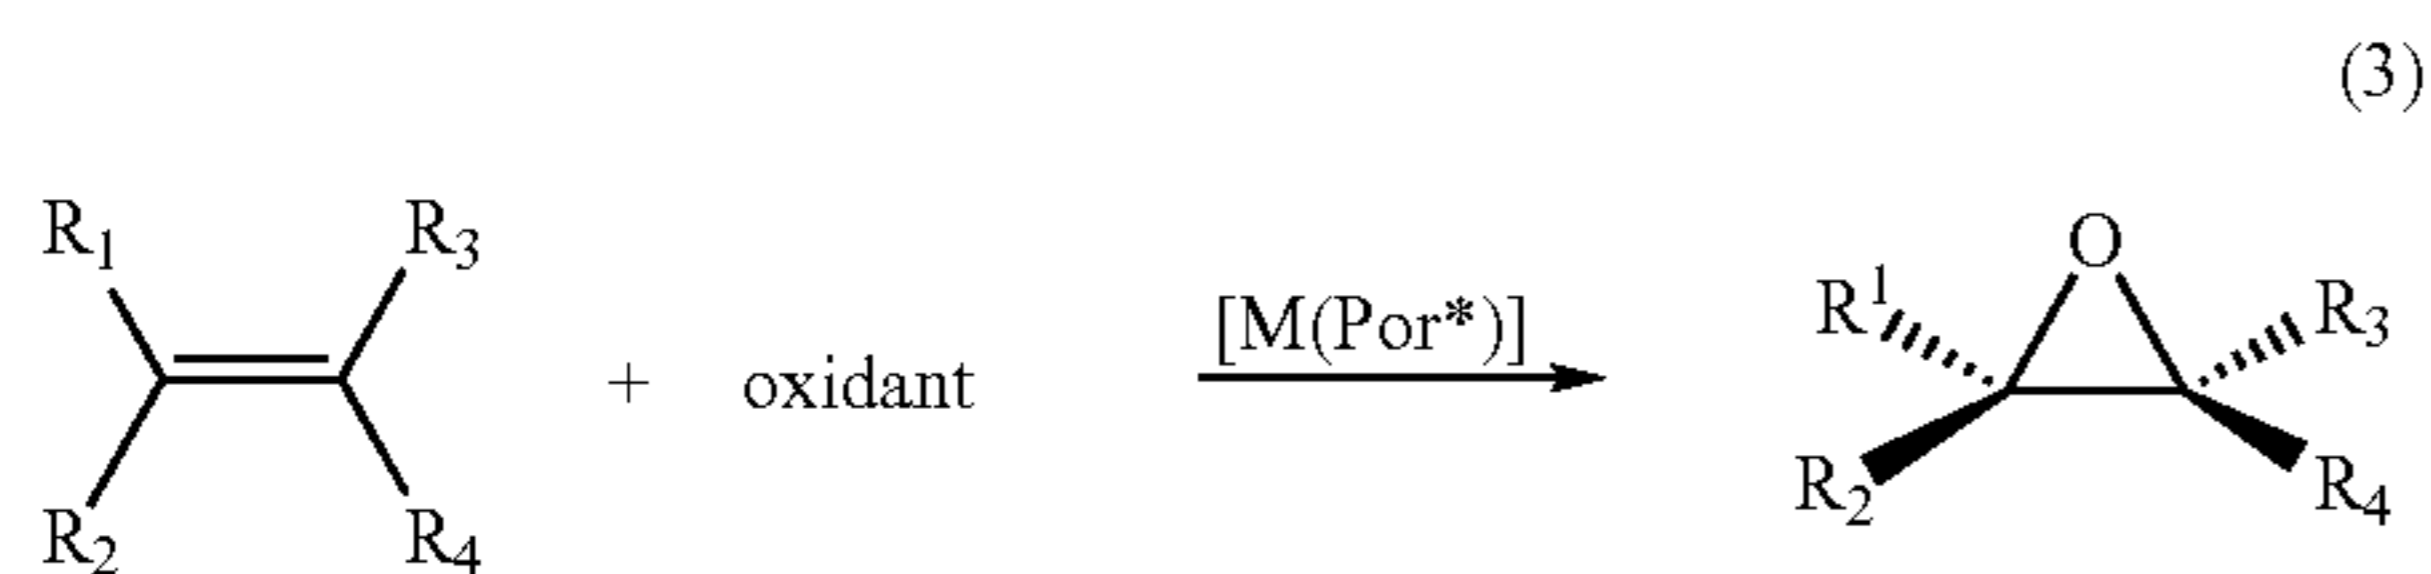 (3)
R₁ R₃ O
[M(Por*)] R¹ R₃
+ oxidant
R₂ R₄ R₂ R₄